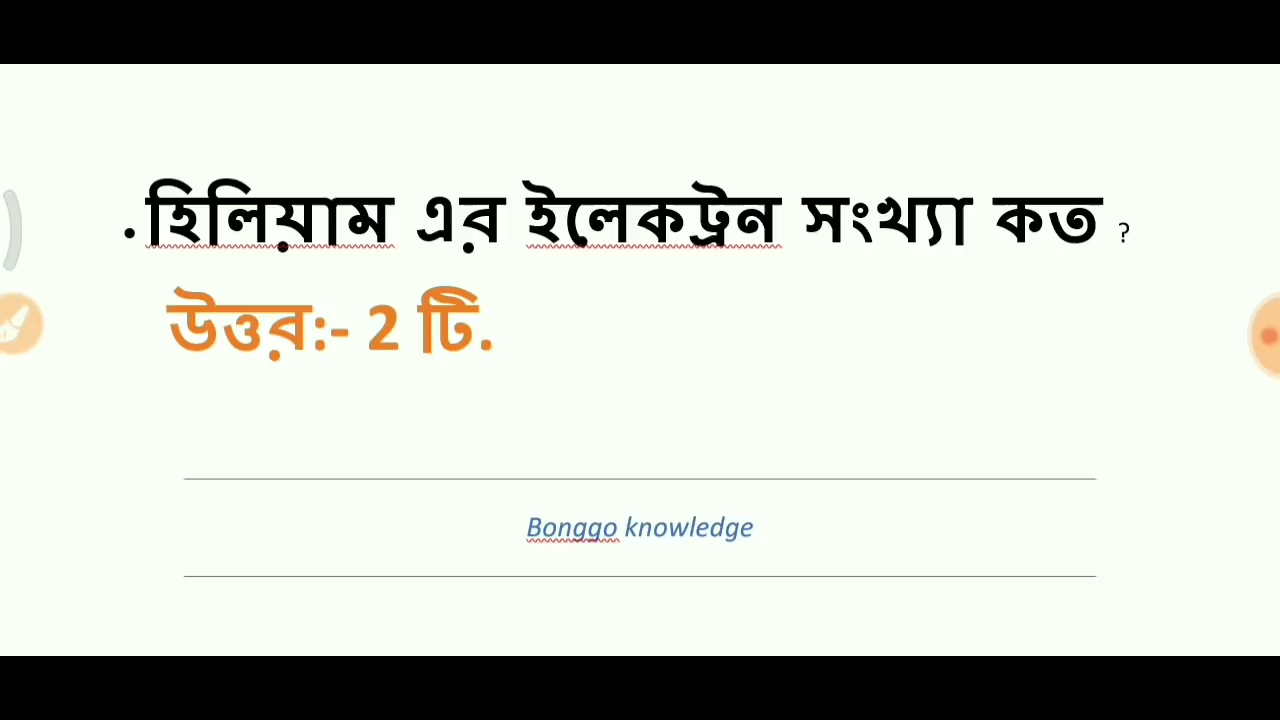 .হিলিয়াম এর ইলেকট্রন সংখ্যা কত ?
উত্তর:- 2 টি.
Bonggo knowledge